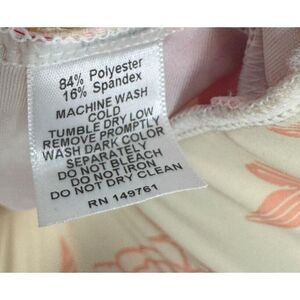 84% Polyester
16% Spandex
MACHINE WASH
COLD
TUMBLE DRY LOW
REMOVE PROMPTLY
WASH DARK COLOR
SEPARATELY
DO NOT BLEACH
DO NOT IRON
DO NOT DRY CLEAN
RN 149761